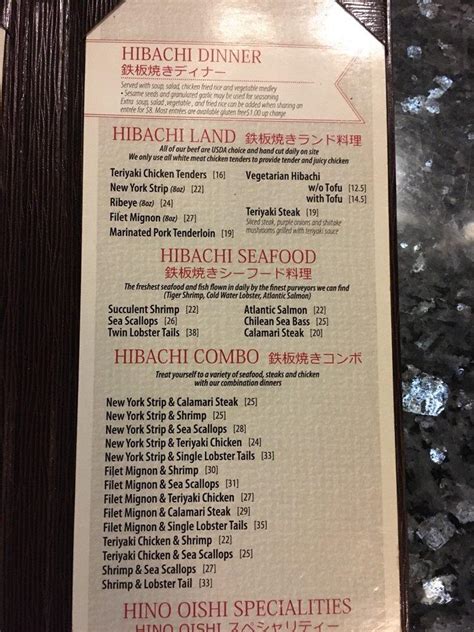 HIBACHI DINNER
鉄板焼きディナー
Served with soup, salad, chicken fried rice and vegetable medley
• Sesame seeds and granulated garlic may be used for seasoning
Extra soup, salad, vegetable, and fried rice can be added when sharing an
entrée for $8. Most entrées are available gluten free $1.00 up charge
HIBACHI LAND 鉄板焼きランド料理
All of our beef are USDA choice and hand cut daily on site
We only use all white meat chicken tenders to provide tender and juicy chicken
Teriyaki Chicken Tenders [16]
New York Strip (8oz) [22]
Ribeye (8oz) [24]
Filet Mignon (8oz) [27]
Marinated Pork Tenderloin [19]
Vegetarian Hibachi
w/o Tofu [12.5]
with Tofu [14.5]
Teriyaki Steak [19]
Sliced steak, purple onions and shiitake
mushrooms grilled with teriyaki sauce
HIBACHI SEAFOOD
鉄板焼きシーフード料理
The freshest seafood and fish flown in daily by the finest purveyors we can find
(Tiger Shrimp, Cold Water Lobster, Atlantic Salmon)
Succulent Shrimp [22]
Sea Scallops [26]
Twin Lobster Tails [38]
Atlantic Salmon [22]
Chilean Sea Bass [25]
Calamari Steak [20]
HIBACHI COMBO 鉄板焼きコンボ
Treat yourself to a variety of seafood, steaks and chicken
with our combination dinners
New York Strip & Calamari Steak [25]
New York Strip & Shrimp [25]
New York Strip & Sea Scallops [28]
New York Strip & Teriyaki Chicken [24]
New York Strip & Single Lobster Tails [33]
Filet Mignon & Shrimp [30]
Filet Mignon & Sea Scallops [31]
Filet Mignon & Teriyaki Chicken [27]
Filet Mignon & Calamari Steak [29]
Filet Mignon & Single Lobster Tails [35]
Teriyaki Chicken & Shrimp [22]
Teriyaki Chicken & Sea Scallops [25]
Shrimp & Sea Scallops [27]
Shrimp & Lobster Tail [33]
HINO OISHI SPECIALITIES
HINO OISHI スペシャリティー